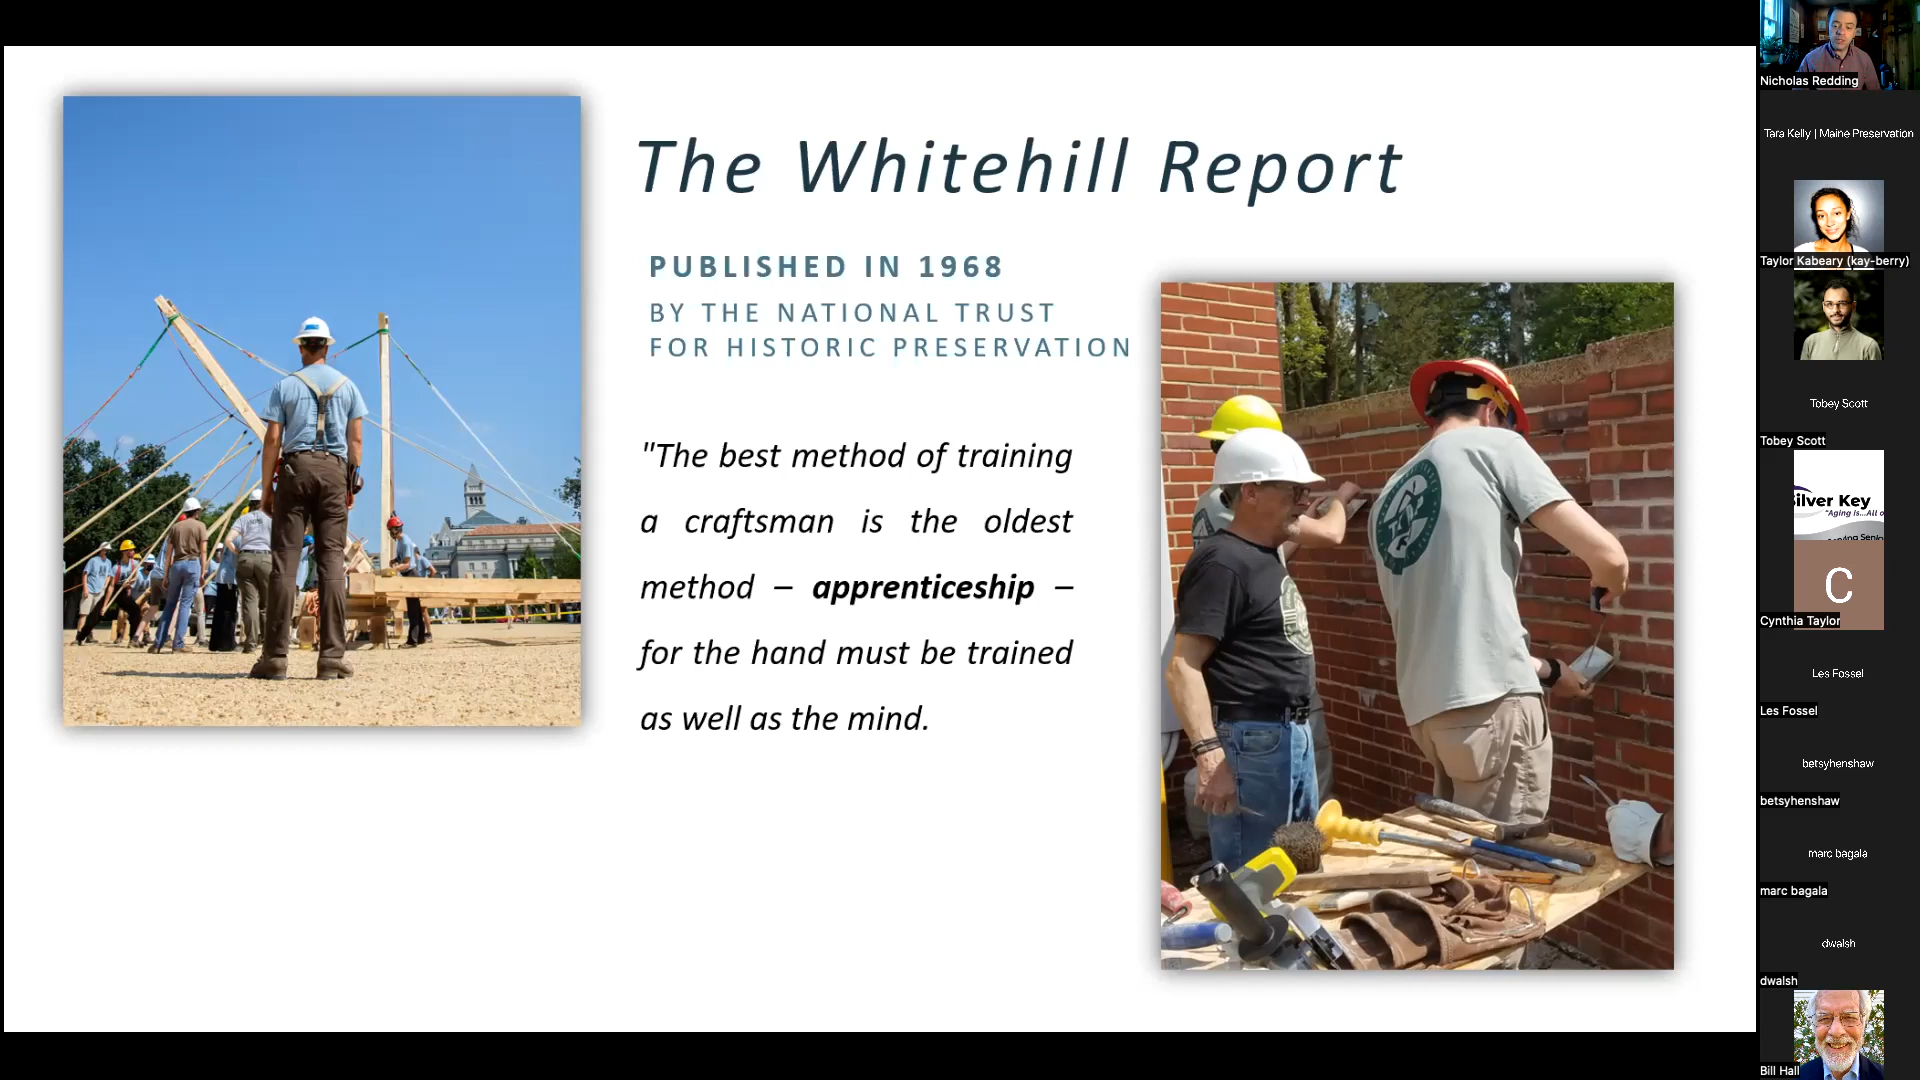 The Whitehill Report
PUBLISHED IN 1968
BY THE NATIONAL TRUST
FOR HISTORIC PRESERVATION
"The best method of training
a craftsman is the oldest
method – apprenticeship –
for the hand must be trained
as well as the mind.
Nicholas Redding
Tara Kelly | Maine Preservation
Taylor Kabeary (kay-berry)
Tobey Scott
Tobey Scott
Silver Key
"Aging is...All
C
Cynthia Taylor
Les Fossel
Les Fossel
betsyhenshaw
betsyhenshaw
marc bagala
marc bagala
dwalsh
dwalsh
Bill Hall